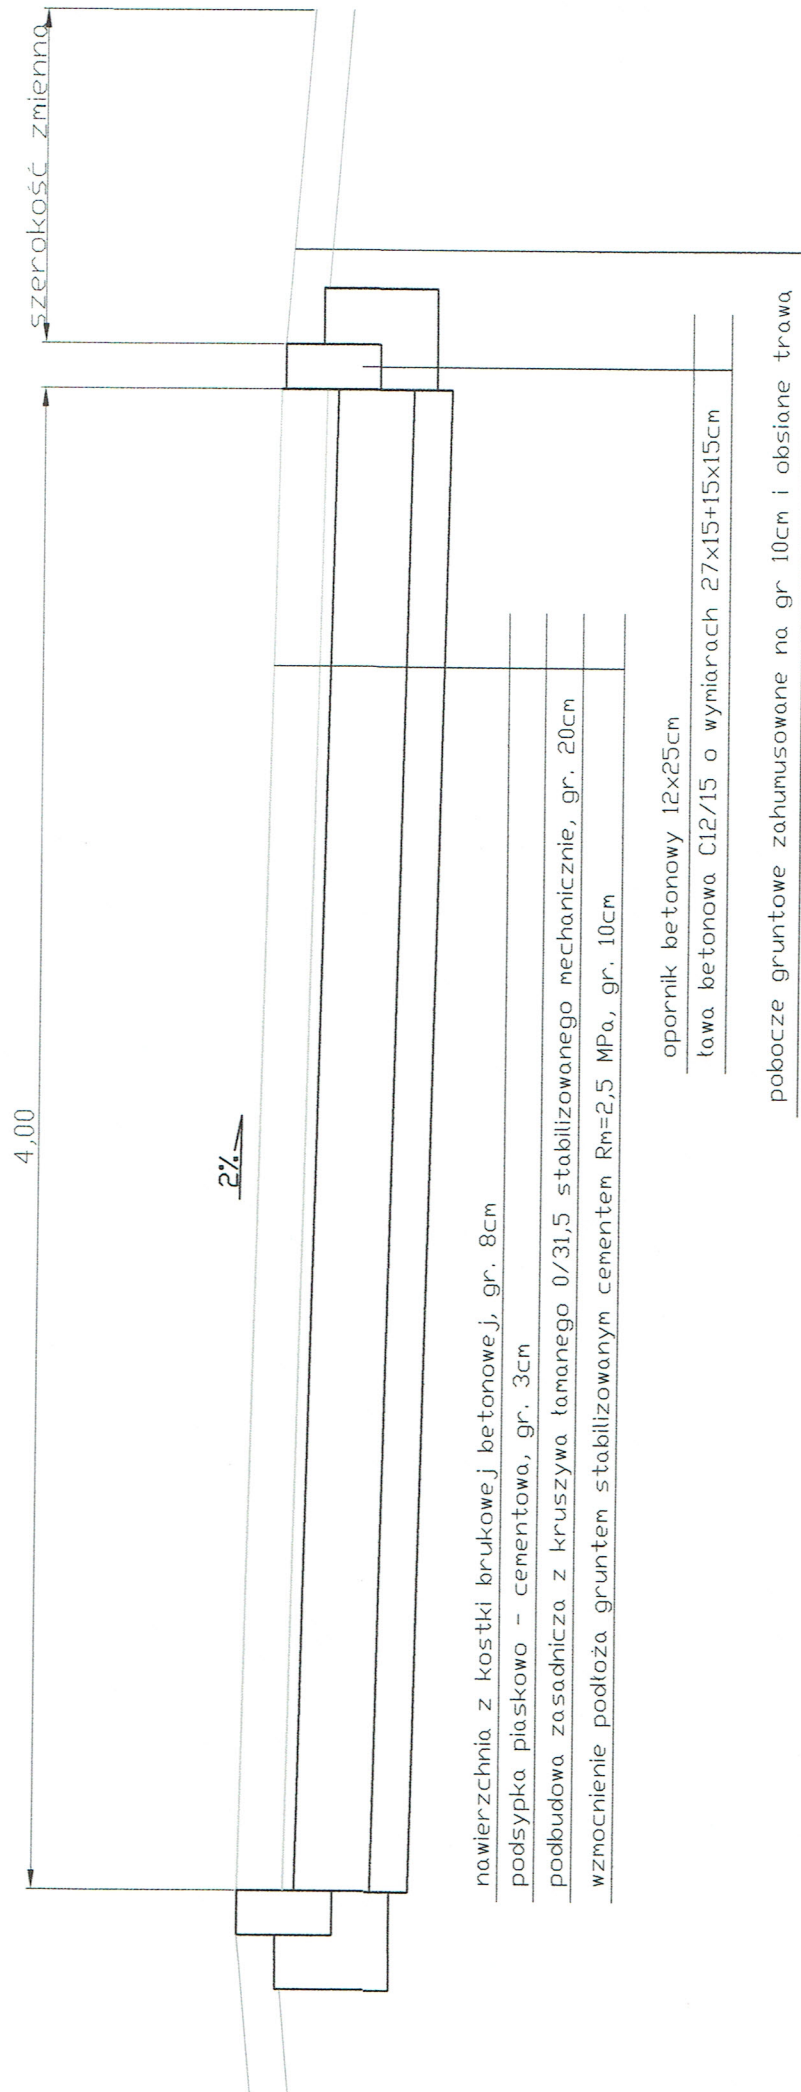 4,00
szerokość zmienna
2%
nawierzchnia z kostki brukowej betonowej, gr. 8cm
podsypka piaskowo - cementowa, gr. 3cm
podbudowa zasadnicza z kruszywa łamanego 0/31,5 stabilizowanego mechanicznie, gr. 20cm
wzmocnienie podłoża gruntem stabilizowanym cementem Rm=2,5 MPa, gr. 10cm
opornik betonowy 12x25cm
ława betonowa C12/15 o wymiarach 27x15+15x15cm
pobocze gruntowe zahumusowane na gr 10cm i obsiane trawą